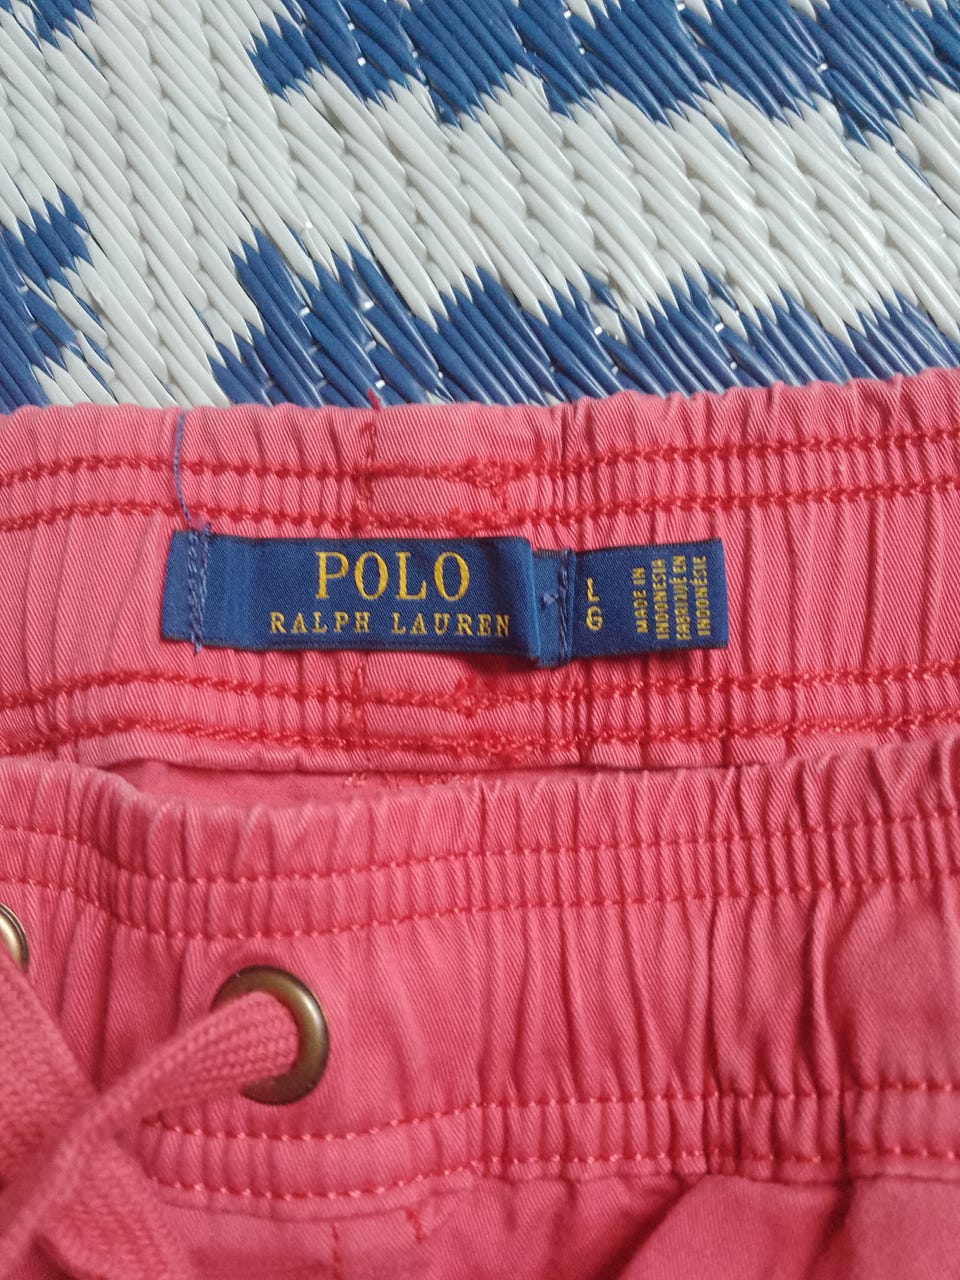 POLO
RALPH LAUREN
L
G
MADE IN
INDONESIA
FABRIQUÉ EN
INDONÉSIE